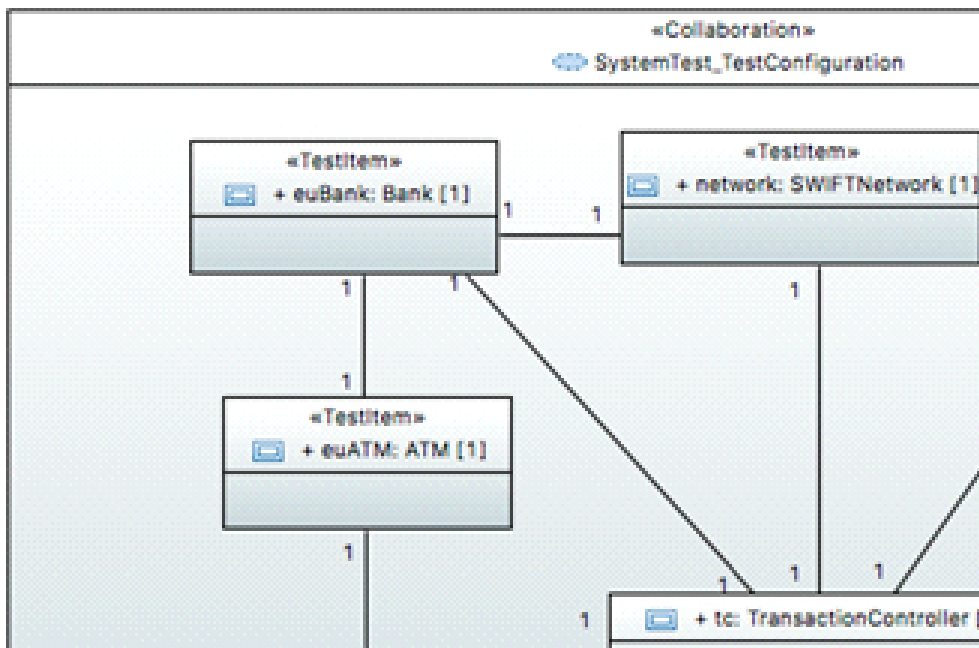 «Collaboration»
SystemTest_TestConfiguration
«TestItem»
+ euBank: Bank [1]
«TestItem»
+ network: SWIFTNetwork [1]
1
1
1
1
1
1
«TestItem»
+ euATM: ATM [1]
1
1
1
1
1
+ tc: TransactionController [